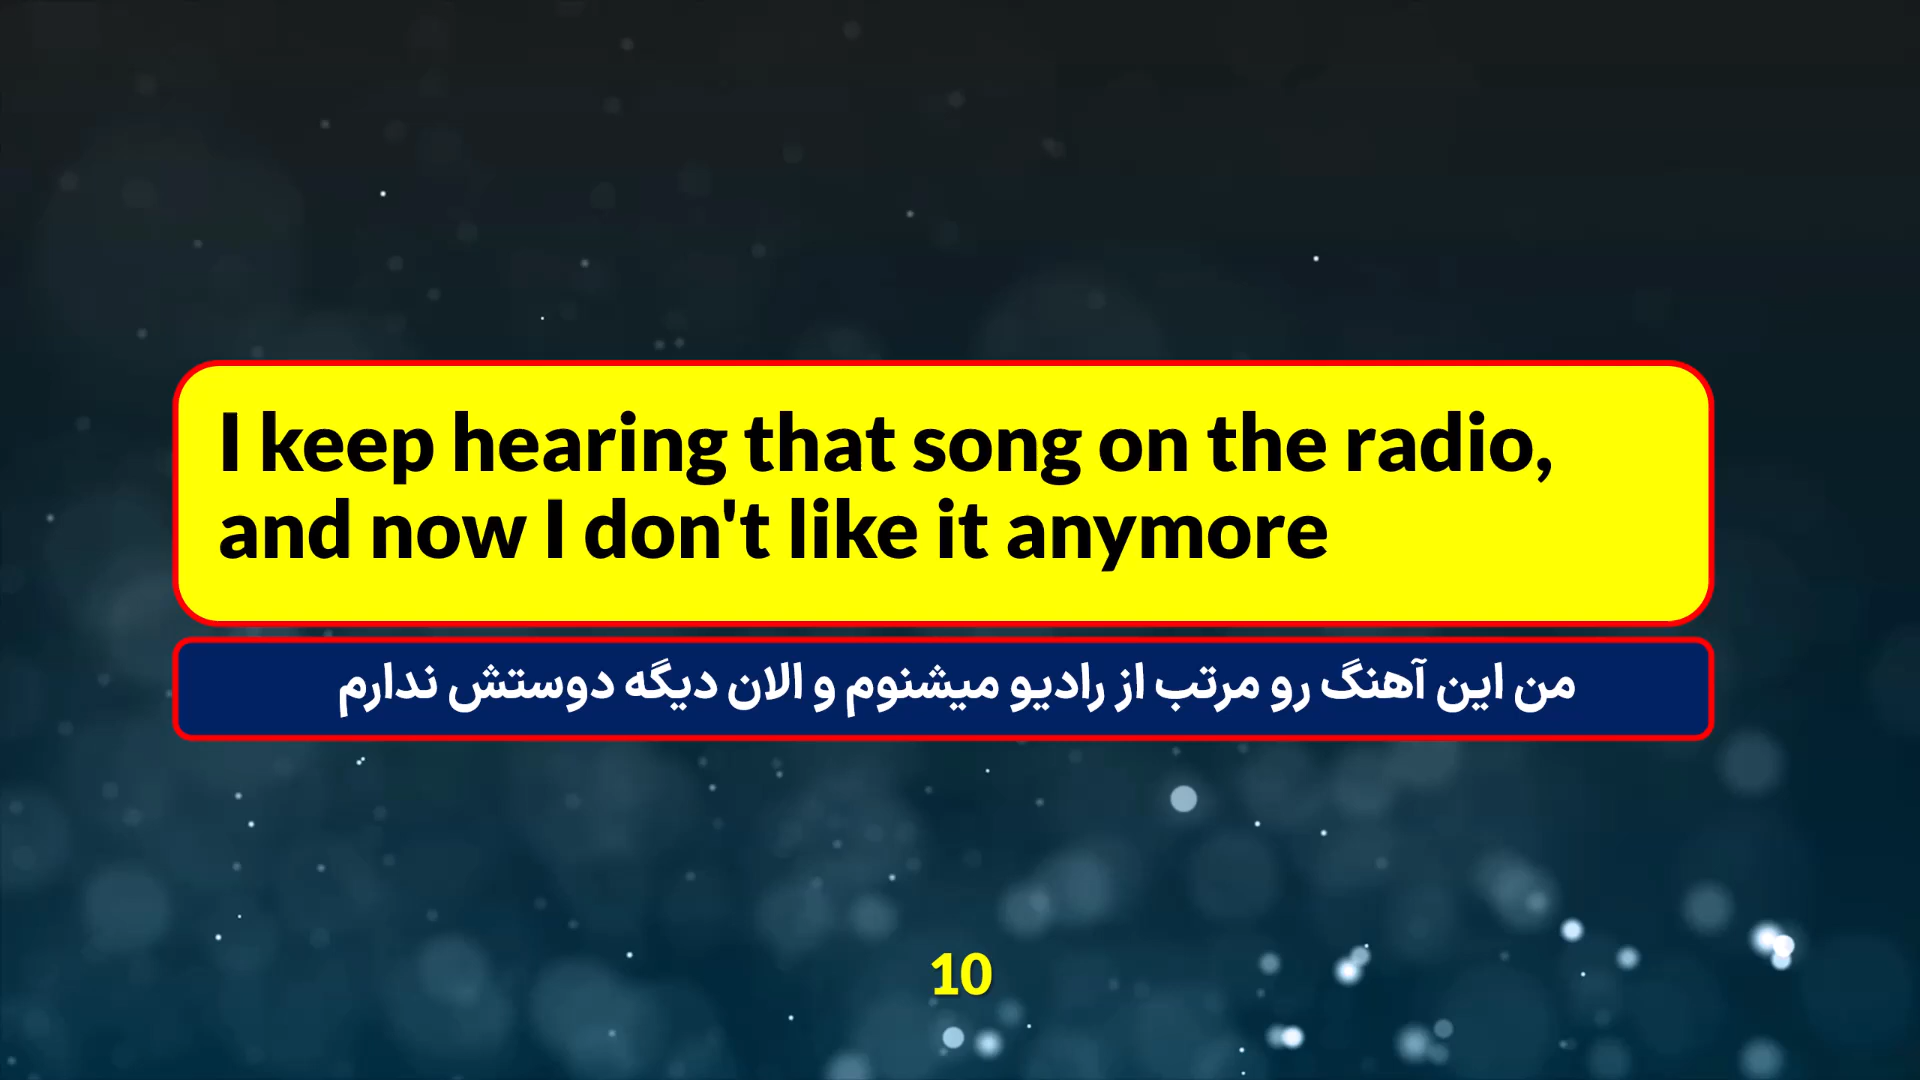 I keep hearing that song on the radio,
and now I don't like it anymore
من این آهنگ رو مرتب از رادیو میشنوم و الان دیگه دوستش ندارم
10